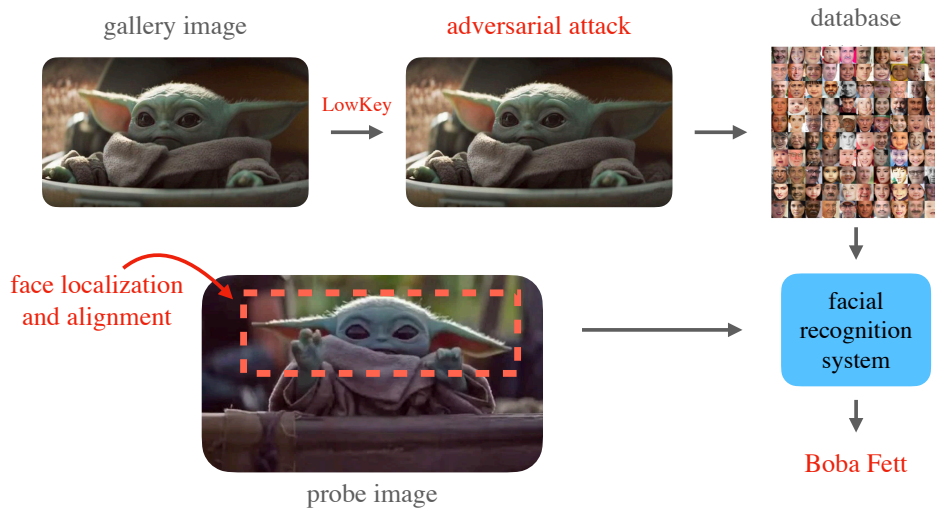 gallery image
adversarial attack
database
LowKey
face localization
and alignment
facial
recognition
system
Boba Fett
probe image